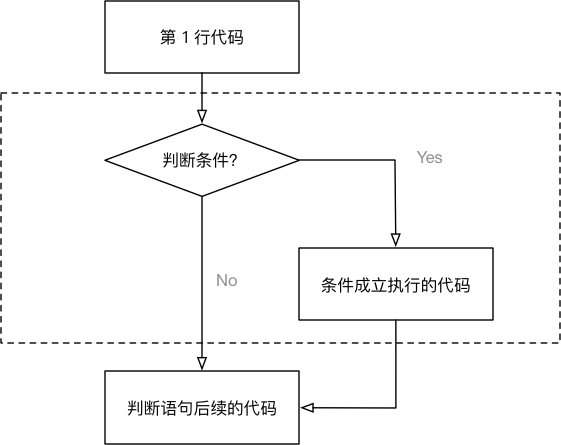 第 1 行代码
判断条件?
Yes
No
条件成立执行的代码
判断语句后续的代码